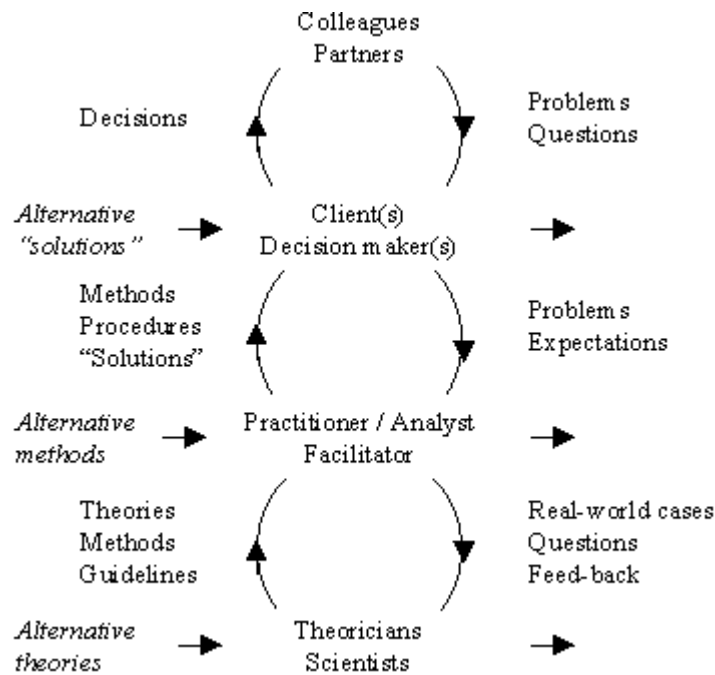 Colleagues
Partners
Decisions
Problems
Questions
Alternative
“solutions”
Client(s)
Decision maker(s)
Methods
Procedures
“Solutions”
Problems
Expectations
Alternative
methods
Practitioner / Analyst
Facilitator
Theories
Methods
Guidelines
Real-world cases
Questions
Feed-back
Alternative
theories
Theoricians
Scientists